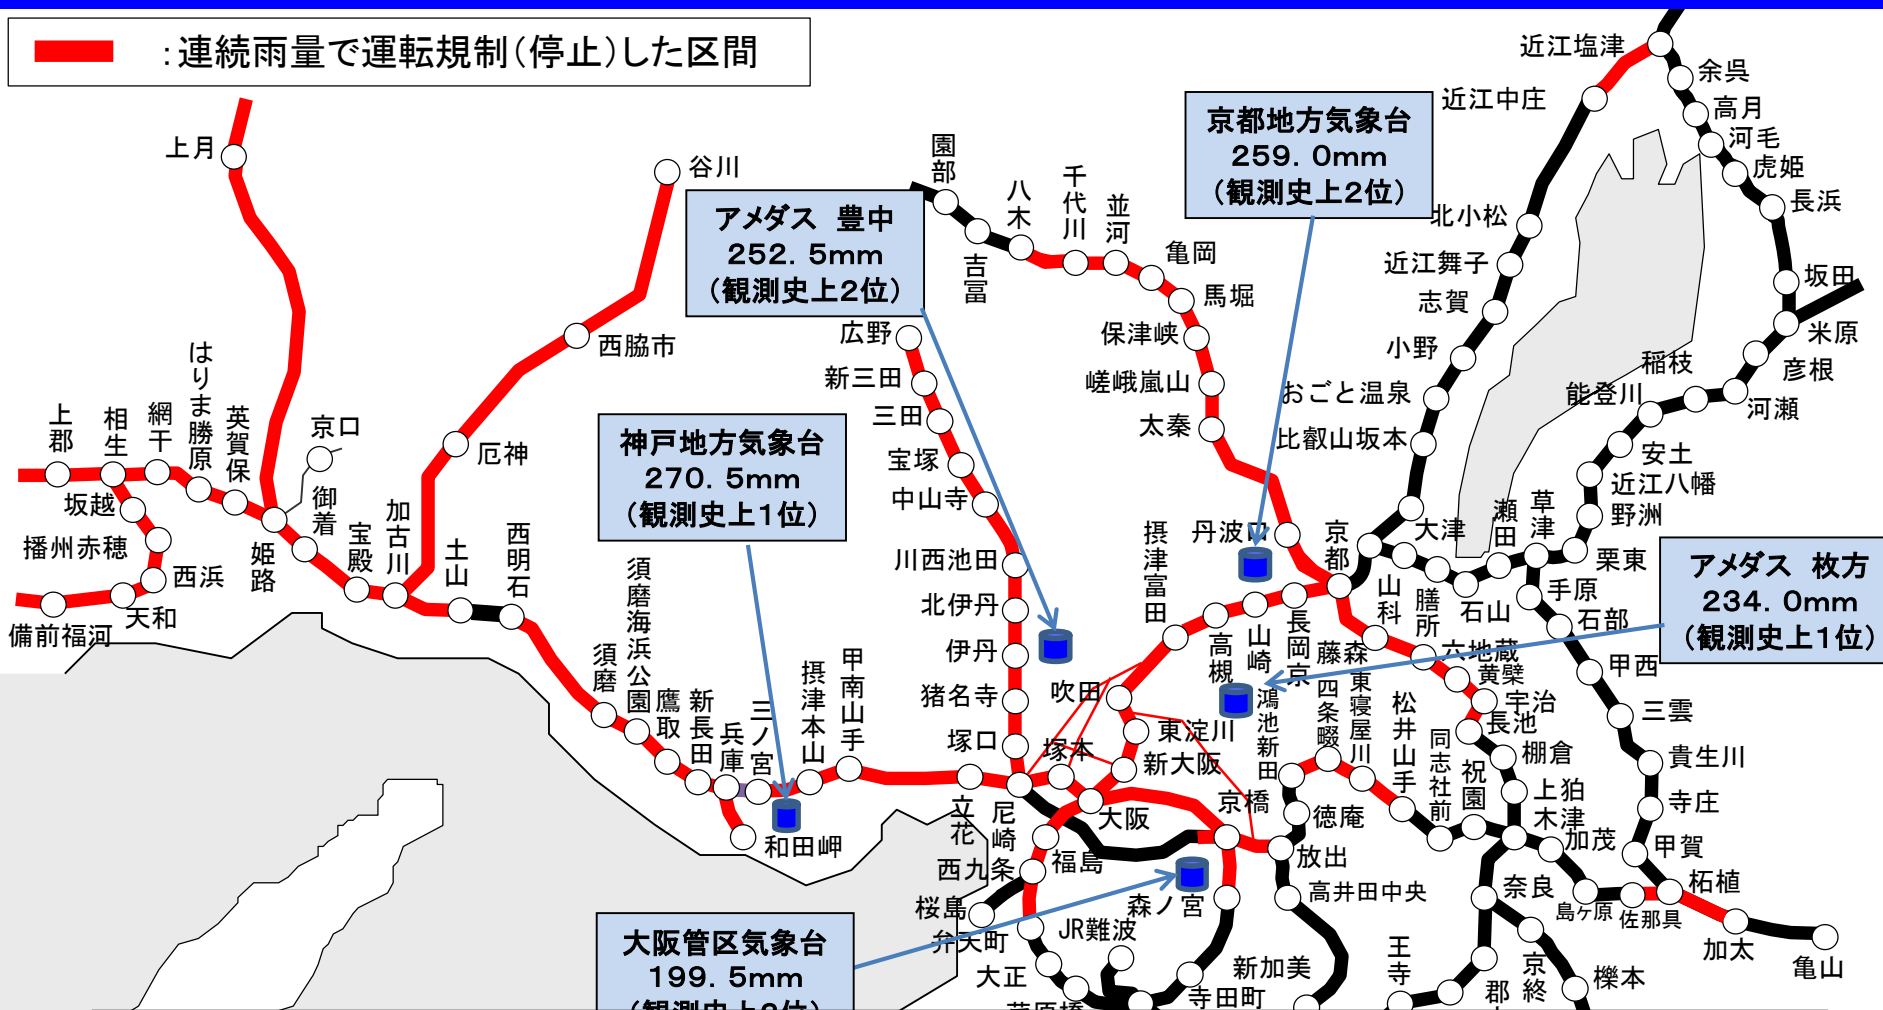 ：連続雨量で運転規制（停止）した区間
近江塩津
余呉
近江中庄
高月
河毛
虎姫
長浜
京都地方気象台
259．0mm
（観測史上2位）
上月
谷川
園部
八木
千代川
並河
亀岡
吉富
馬堀
保津峡
嵯峨嵐山
太秦
アメダス 豊中
252．5mm
（観測史上2位）
北小松
近江舞子
志賀
小野
おごと温泉
比叡山坂本
坂田
米原
彦根
稲枝
河瀬
能登川
安土
近江八幡
野洲
栗東
草津
瀬田
大津
石山
膳所
山科
京都
丹波口
西脇市
広野
新三田
三田
宝塚
中山寺
川西池田
北伊丹
伊丹
猪名寺
塚口
神戸地方気象台
270．5mm
（観測史上1位）
上郡
相生
網干
はりま勝原
英賀保
京口
厄神
坂越
播州赤穂
西浜
天和
備前福河
姫路
御着
宝殿
加古川
土山
西明石
須磨
須磨海浜公園
鷹取
新長田
兵庫
三ノ宮
摂津本山
甲南山手
和田岬
立花
尼崎
塚本
大阪
新大阪
東淀川
吹田
摂津富田
高槻
山崎
長岡京
アメダス 枚方
234．0mm
（観測史上1位）
手原
石部
甲西
三雲
貴生川
寺庄
甲賀
柘植
加太
亀山
藤森
六地蔵
黄檗
宇治
長池
棚倉
上狛
木津
加茂
島ヶ原
佐那具
鴻池新田
四条畷
東寝屋川
松井山手
同志社前
祝園
徳庵
京橋
放出
高井田中央
福島
西九条
桜島
弁天町
大正
JR難波
森ノ宮
寺田町
新加美
王寺
奈良
郡
京終
櫟本
大阪管区気象台
199．5mm